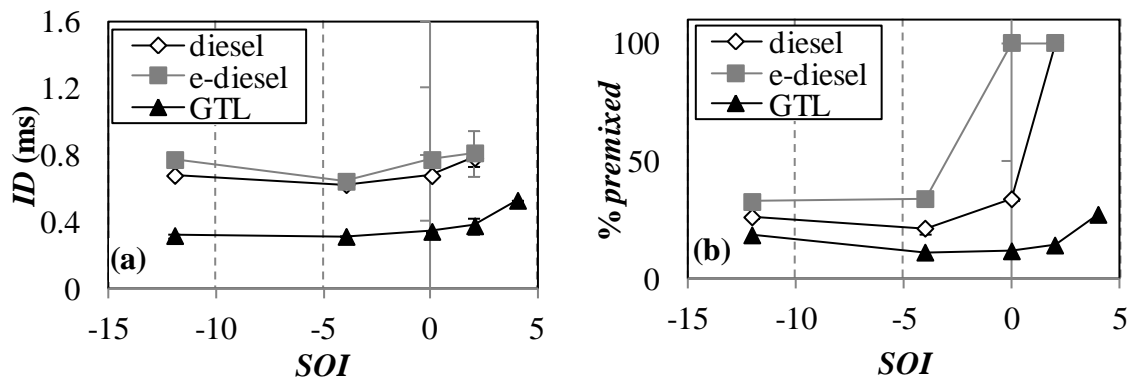 1.6
1.2
0.8
0.4
0
ID (ms)
diesel
e-diesel
GTL
(a)
-15 -10 -5 0 5
SOI
100
50
0
% premixed
diesel
e-diesel
GTL
(b)
-15 -10 -5 0 5
SOI